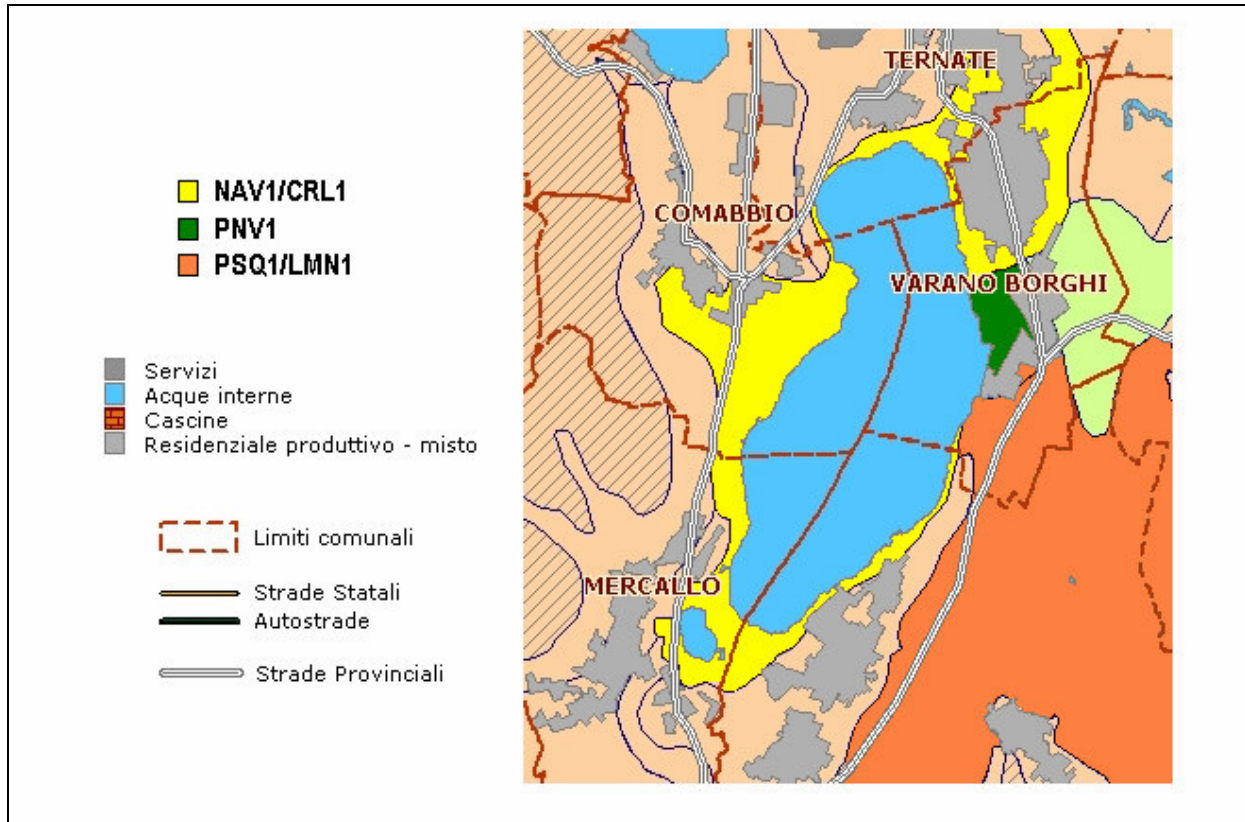 NAV1/CRL1
PNV1
PSQ1/LMN1
Servizi
Acque interne
Cascine
Residenziale produttivo - misto
Limiti comunali
Strade Statali
Autostrade
Strade Provinciali
TERNATE
COMABBIO
VARANO BORGHI
MERCALLO